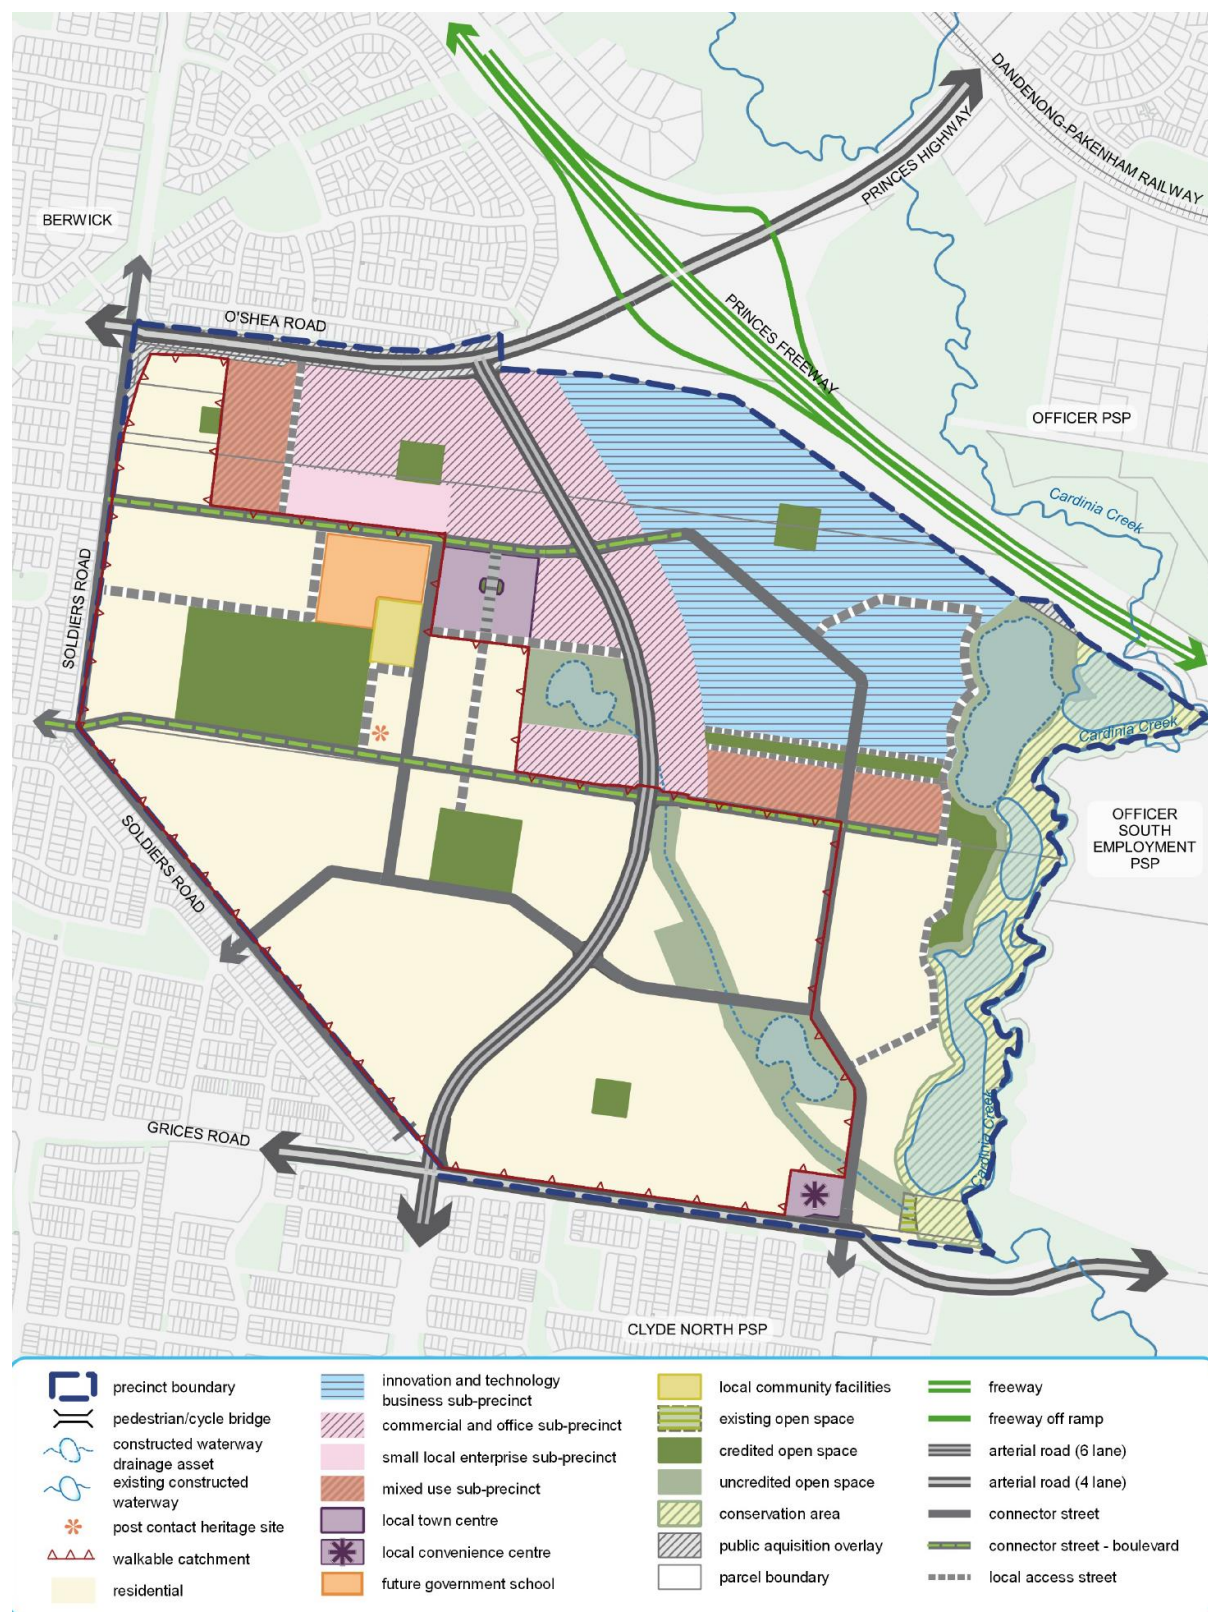 DANDENONG-PAKENHAM RAILWAY
PRINCES HIGHWAY
BERWICK
O'SHEA ROAD
PRINCES FREEWAY
OFFICER PSP
Cardinia Creek
SOLDIERS ROAD
Cardinia Creek
OFFICER
SOUTH
EMPLOYMENT
PSP
SOLDIERS ROAD
GRICES ROAD
Cardinia Creek
CLYDE NORTH PSP
precinct boundary
pedestrian/cycle bridge
constructed waterway
drainage asset
existing constructed
waterway
post contact heritage site
walkable catchment
residential
innovation and technology
business sub-precinct
commercial and office sub-precinct
small local enterprise sub-precinct
mixed use sub-precinct
local town centre
local convenience centre
future government school
local community facilities
existing open space
credited open space
uncredited open space
conservation area
public aquisition overlay
parcel boundary
freeway
freeway off ramp
arterial road (6 lane)
arterial road (4 lane)
connector street
connector street - boulevard
local access street